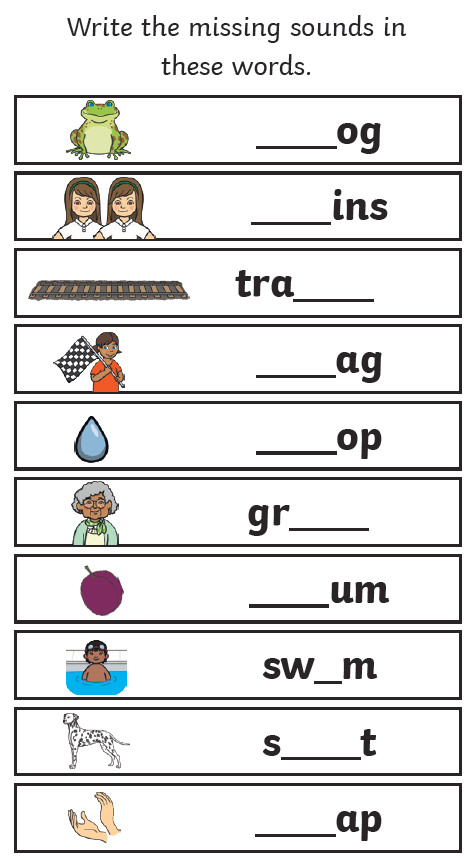 Write the missing sounds in
these words.
____og
____ins
tra____
____ag
____op
gr____
____um
sw_m
s____t
____ap